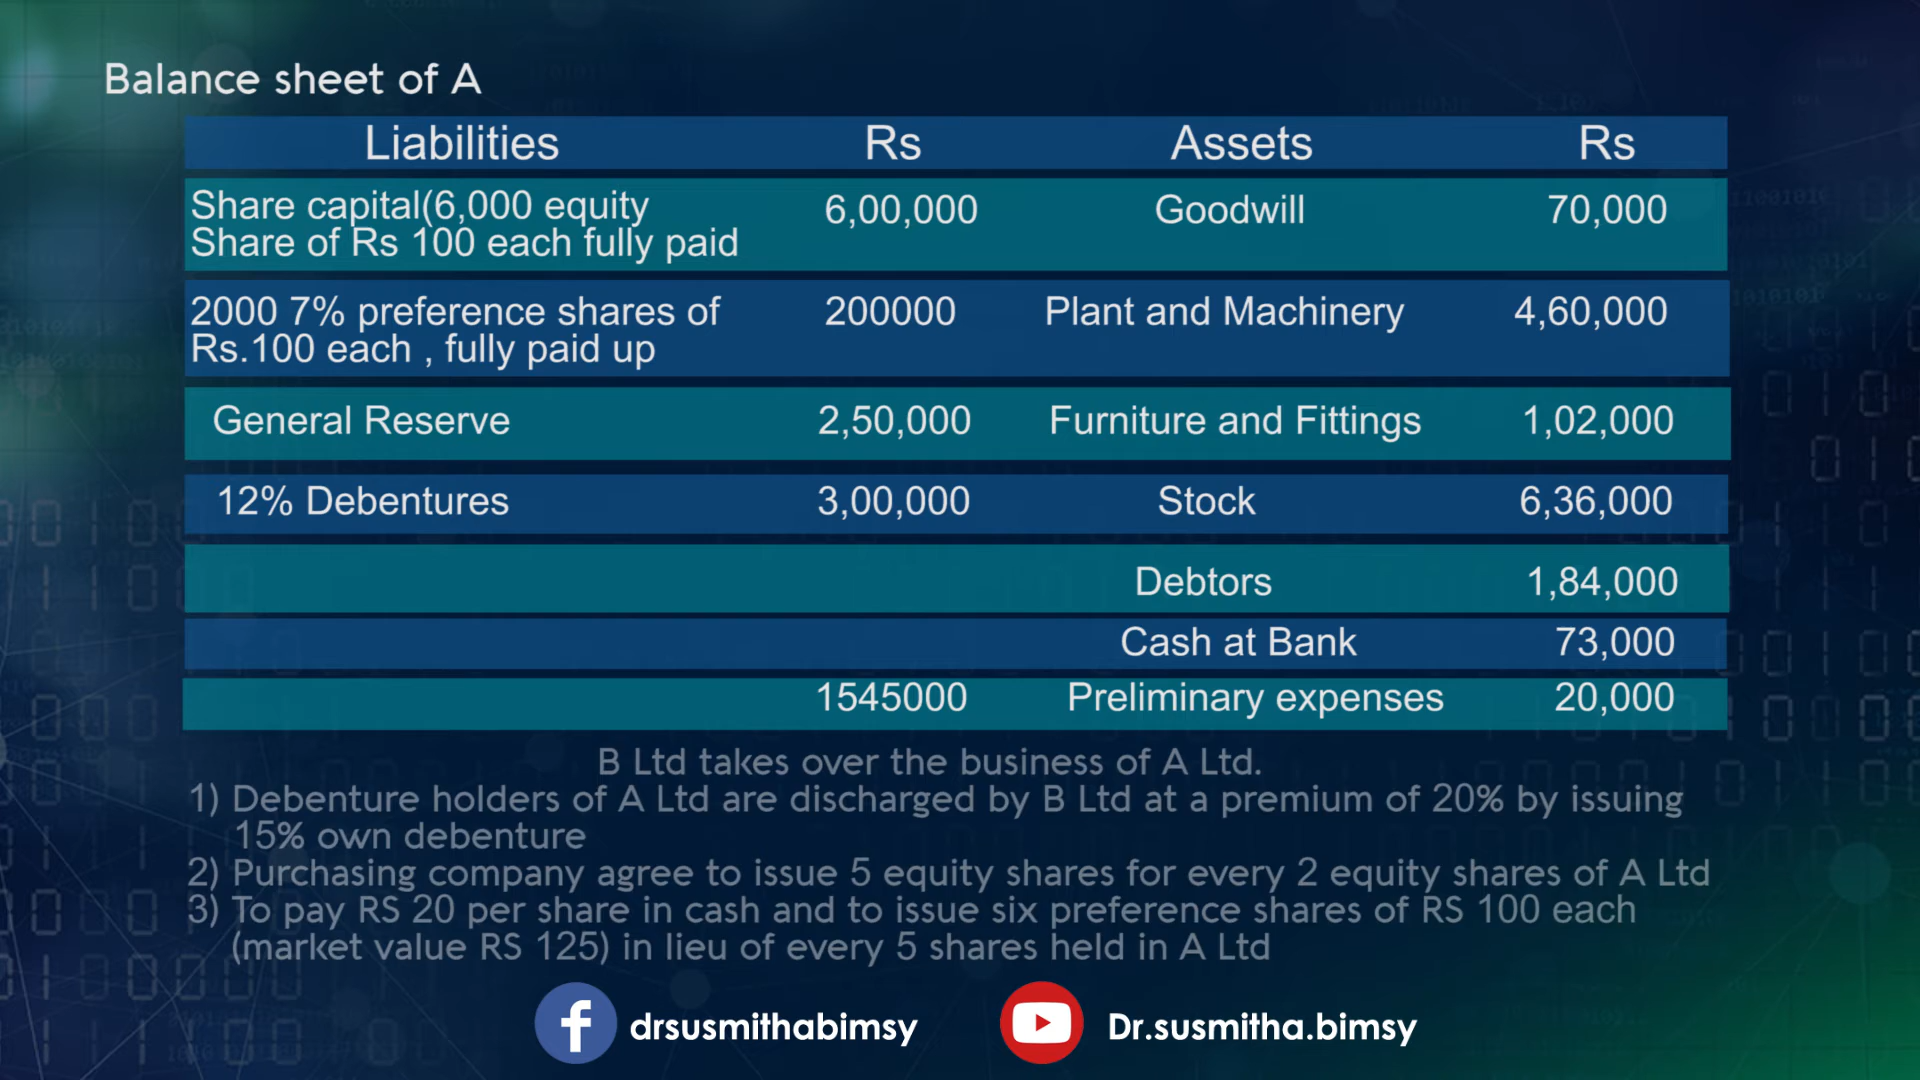 Balance sheet of A
Liabilities Rs Assets Rs
Share capital(6,000 equity 6,00,000 Goodwill 70,000
Share of Rs 100 each fully paid
2000 7% preference shares of 200000 Plant and Machinery 4,60,000
Rs.100 each , fully paid up
General Reserve 2,50,000 Furniture and Fittings 1,02,000
12% Debentures 3,00,000 Stock 6,36,000
Debtors 1,84,000
Cash at Bank 73,000
1545000 Preliminary expenses 20,000
B Ltd takes over the business of A Ltd.
1) Debenture holders of A Ltd are discharged by B Ltd at a premium of 20% by issuing
15% own debenture
2) Purchasing company agree to issue 5 equity shares for every 2 equity shares of A Ltd
3) To pay RS 20 per share in cash and to issue six preference shares of RS 100 each
(market value RS 125) in lieu of every 5 shares held in A Ltd
drsusmithabimsy Dr.susmitha.bimsy